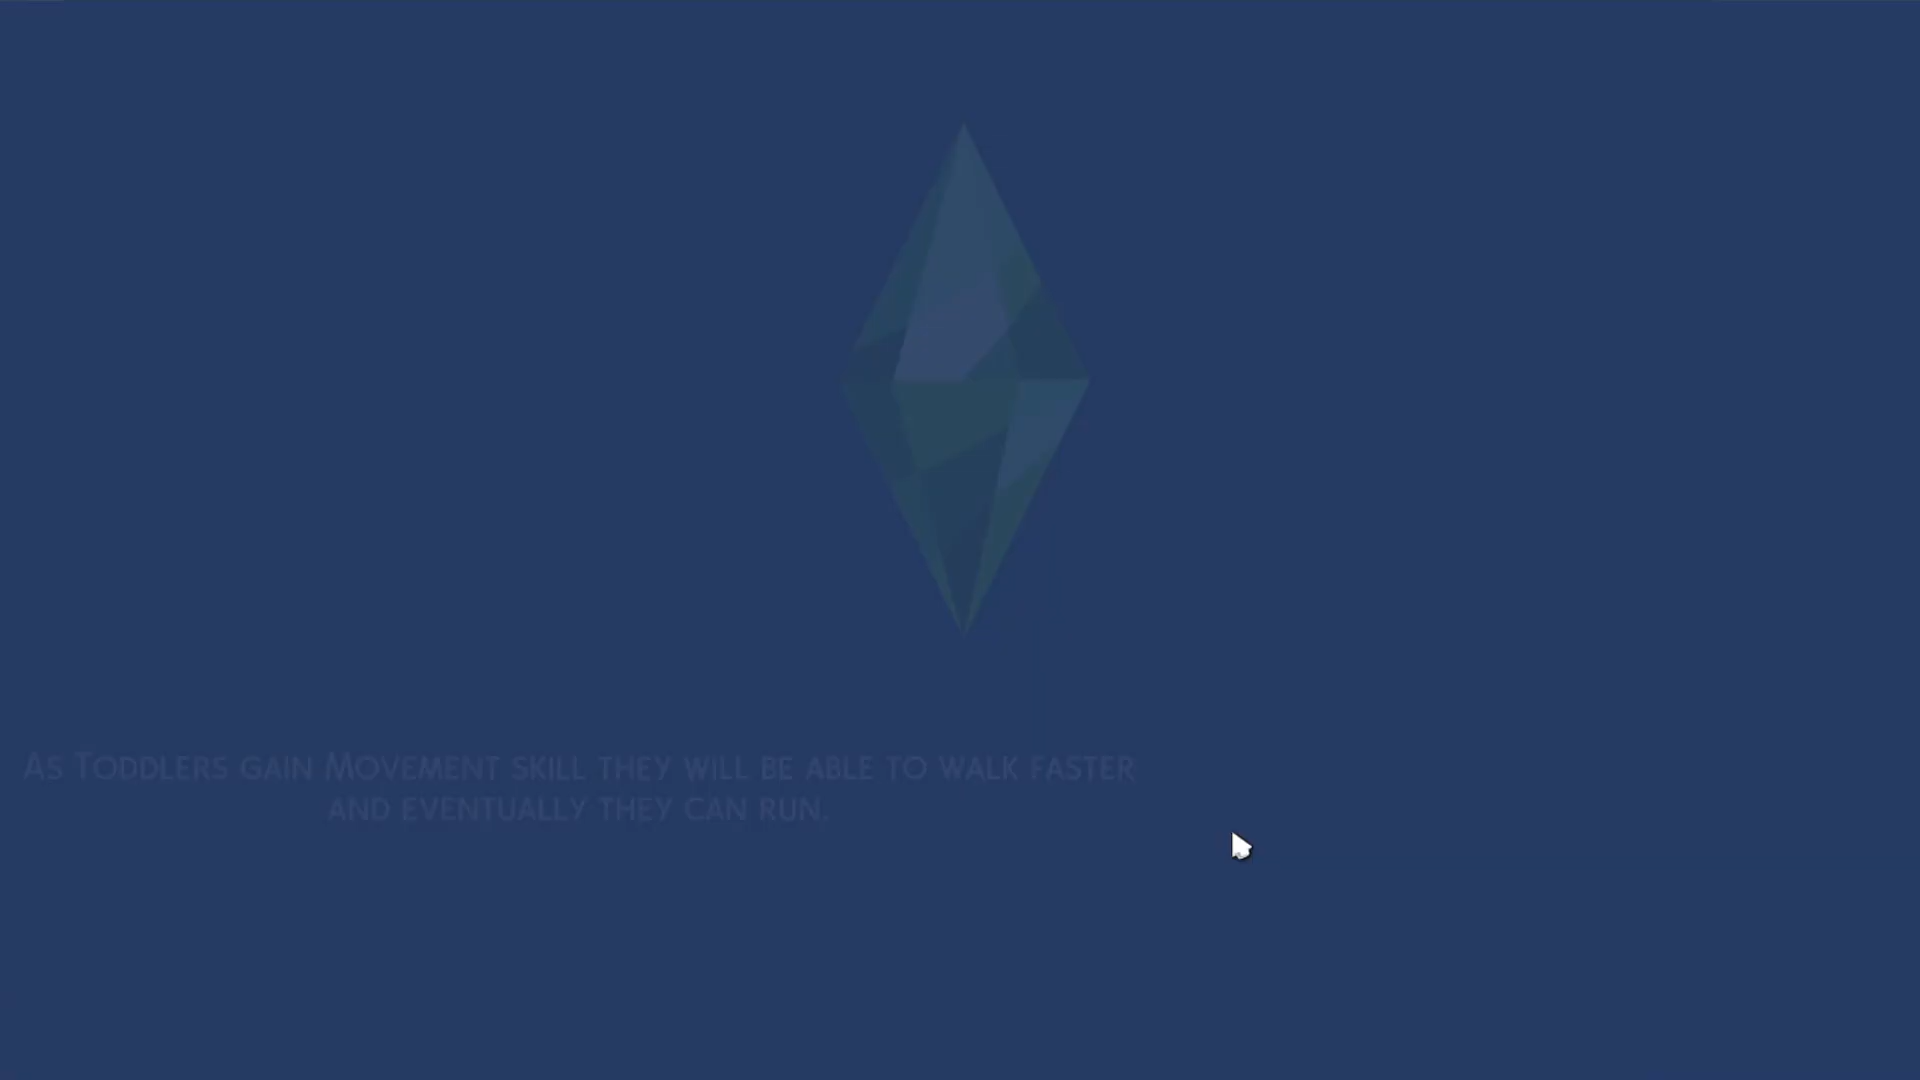 As Toddlers gain Movement skill they will be able to walk faster
and eventually they can run.